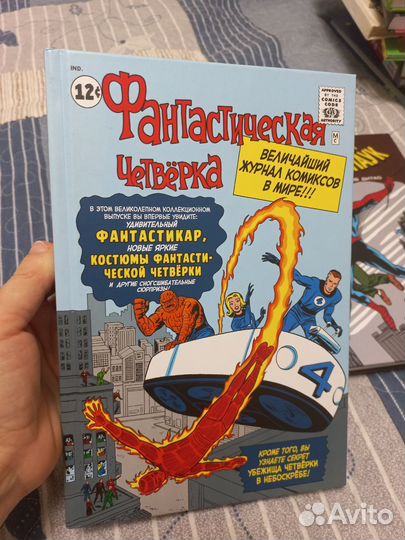 IND.
12¢
APPROVED
BY THE
COMICS
CODE
AUTHORITY
ФАНТАСТИЧЕСКАЯ
ЧЕТВЁРКА
M
C
ВЕЛИЧАЙШИЙ
ЖУРНАЛ КОМИКСОВ
В МИРЕ!!!
В ЭТОМ ВЕЛИКОЛЕПНОМ КОЛЛЕКЦИОННОМ
ВЫПУСКЕ ВЫ ВПЕРВЫЕ УВИДИТЕ:
УДИВИТЕЛЬНЫЙ
ФАНТАСТИКАР,
НОВЫЕ ЯРКИЕ
КОСТЮМЫ ФАНТАСТИ-
ЧЕСКОЙ ЧЕТВЁРКИ
И ДРУГИЕ СНОГСШИБАТЕЛЬНЫЕ
СЮРПРИЗЫ!
4
4
КРОМЕ ТОГО, ВЫ
УЗНАЕТЕ СЕКРЕТ
УБЕЖИЩА ЧЕТВЁРКИ
В НЕБОСКРЁБЕ!
Avito